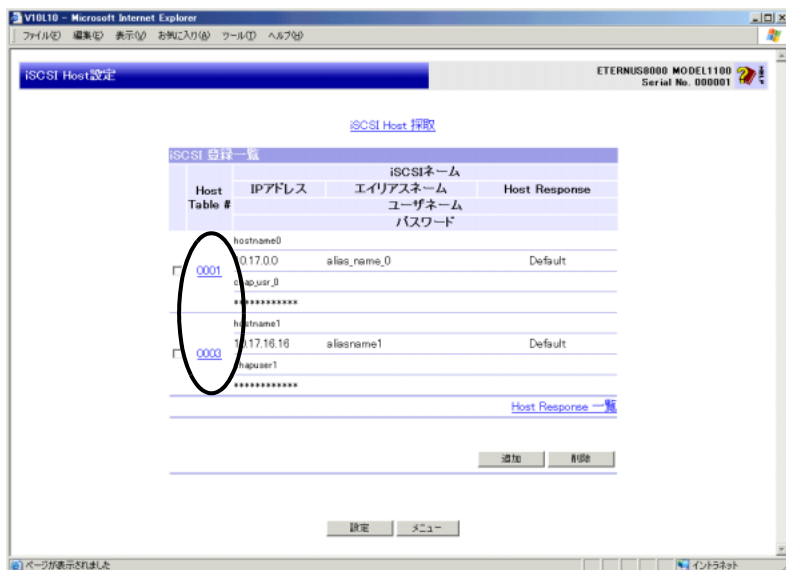 V10L10 - Microsoft Internet Explorer
ファイル(F) 編集(E) 表示(V) お気に入り(A) ツール(T) ヘルプ(H)
iSCSI Host設定
ETERNUS8000 MODEL1100
Serial No. 000001
iSCSI Host 採取
iSCSI 登録一覧
Host Table #
IPアドレス
iSCSIネーム
エイリアスネーム
ユーザネーム
パスワード
Host Response
hostname0
0001 10.17.0.0 alias_name_0 Default
chap_usr_0
************
hostname1
0003 10.17.16.16 aliasname1 Default
chapuser1
************
Host Response 一覧
追加 削除
設定 メニュー
ページが表示されました イントラネット